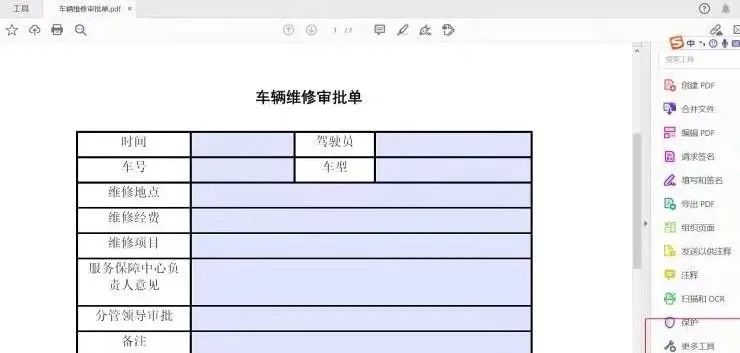 工具
车辆维修审批单.pdf ×
1 / 1
中
搜索工具
车辆维修审批单
时间 驾驶员
车号 车型
维修地点
维修经费
维修项目
服务保障中心负
责人意见
分管领导审批
备注
创建 PDF
合并文件
编辑 PDF
请求签名
填写和签名
导出 PDF
组织页面
发送以供注释
注释
扫描和 OCR
保护
更多工具